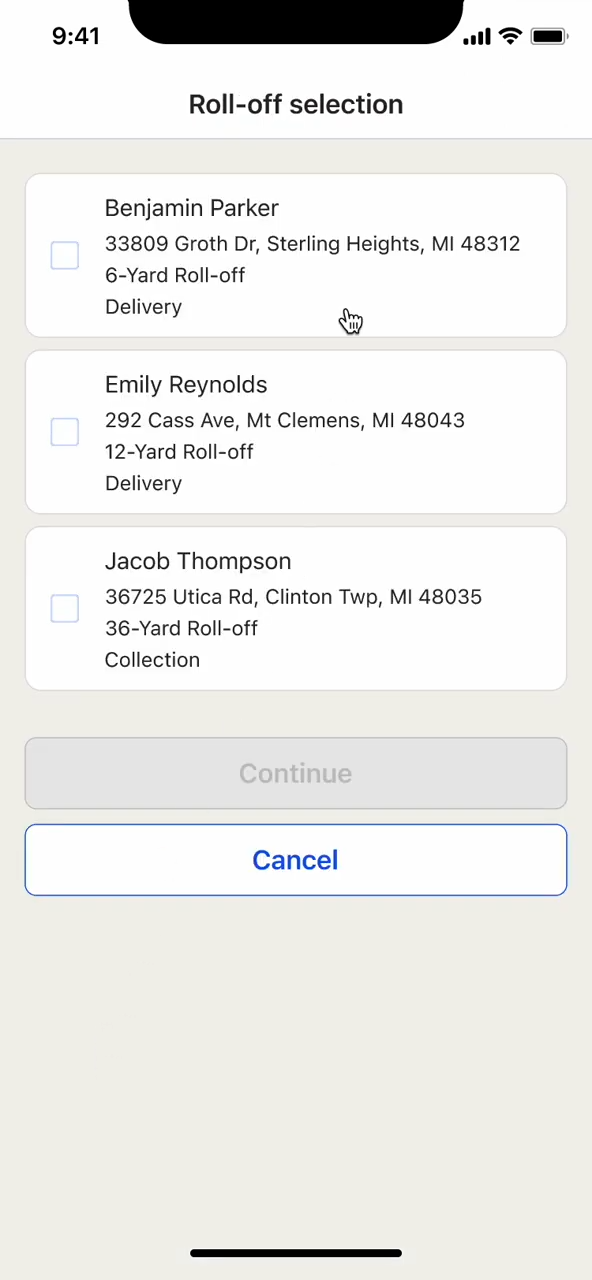 9:41
Roll-off selection
Benjamin Parker
33809 Groth Dr, Sterling Heights, MI 48312
6-Yard Roll-off
Delivery
Emily Reynolds
292 Cass Ave, Mt Clemens, MI 48043
12-Yard Roll-off
Delivery
Jacob Thompson
36725 Utica Rd, Clinton Twp, MI 48035
36-Yard Roll-off
Collection
Continue
Cancel